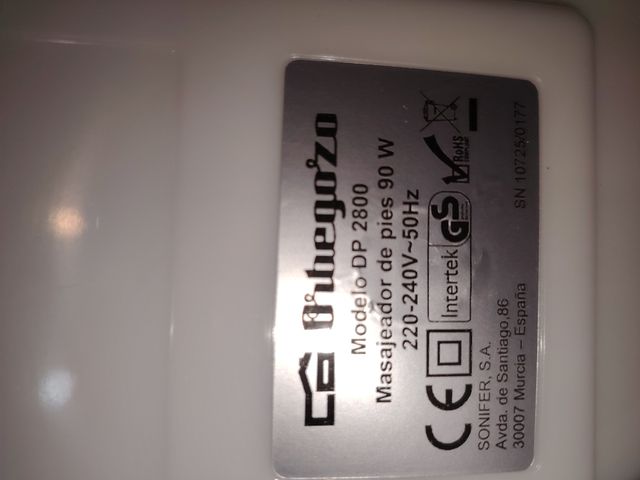 Orbegozo
Modelo DP 2800
Masajeador de pies 90 W
220-240V~50Hz
CE Intertek GS RoHS
SONIFER, S.A.
Avda. de Santiago,86
30007 Murcia – España
SN 10725/0177